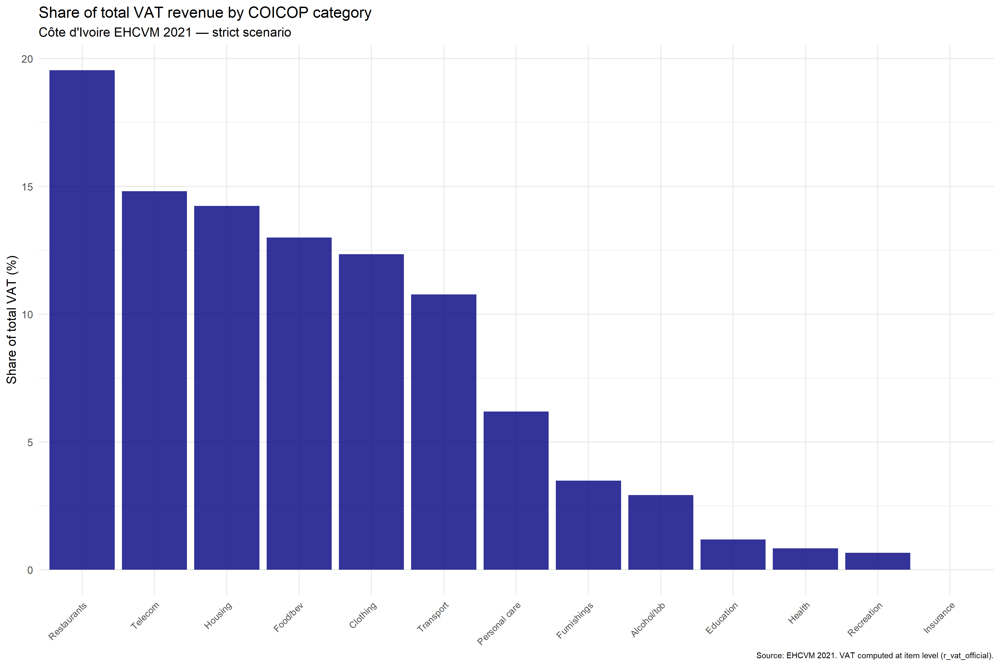 Share of total VAT revenue by COICOP category
Côte d'Ivoire EHCVM 2021 — strict scenario
Share of total VAT (%)
20
15
10
5
0
Restaurants
Telecom
Housing
Food/bev
Clothing
Transport
Personal care
Furnishings
Alcohol/tob
Education
Health
Recreation
Insurance
Source: EHCVM 2021. VAT computed at item level (r_vat_official).